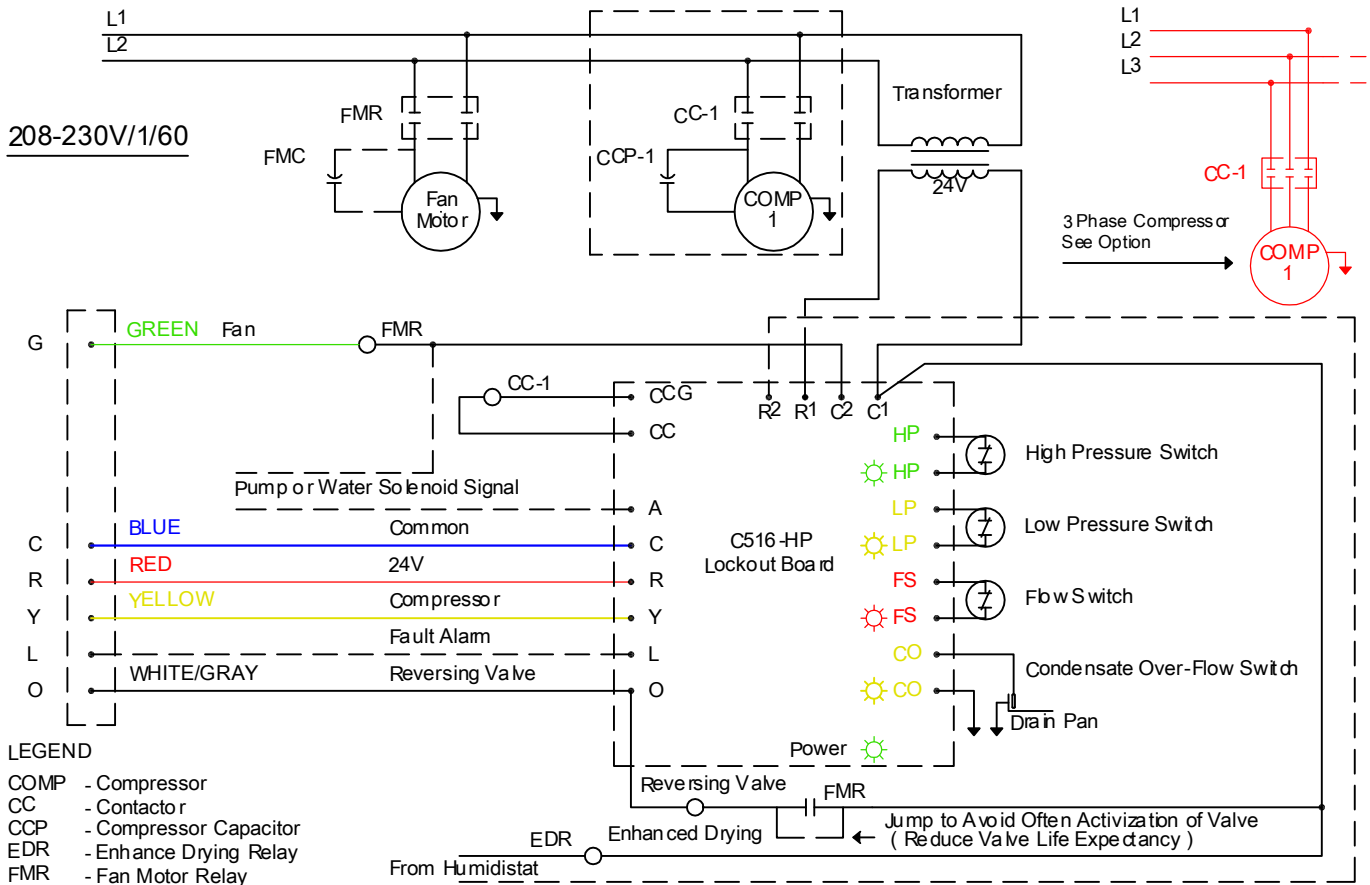 L1
L2
208-230V/1/60
FMR
FMC
Fan
Motor
CC-1
CCP-1
COMP
1
Transformer
24V
L1
L2
L3
CC-1
3 Phase Compressor
See Option
COMP
1
G
GREEN Fan
FMR
CC-1
CCG
CC
R2 R1 C2 C1
HP
HP
High Pressure Switch
Pump or Water Solenoid Signal
A
LP
LP
Low Pressure Switch
C516-HP
Lockout Board
C
BLUE
Common
C
R
RED
24V
R
FS
FS
Flow Switch
Y
YELLOW
Compressor
Y
L
Fault Alarm
L
CO
CO
Condensate Over-Flow Switch
Drain Pan
O
WHITE/GRAY
Reversing Valve
O
Power
LEGEND
COMP - Compressor
CC - Contactor
CCP - Compressor Capacitor
EDR - Enhance Drying Relay
FMR - Fan Motor Relay
Reversing Valve
FMR
Enhanced Drying
Jump to Avoid Often Activization of Valve
( Reduce Valve Life Expectancy )
EDR
From Humidistat